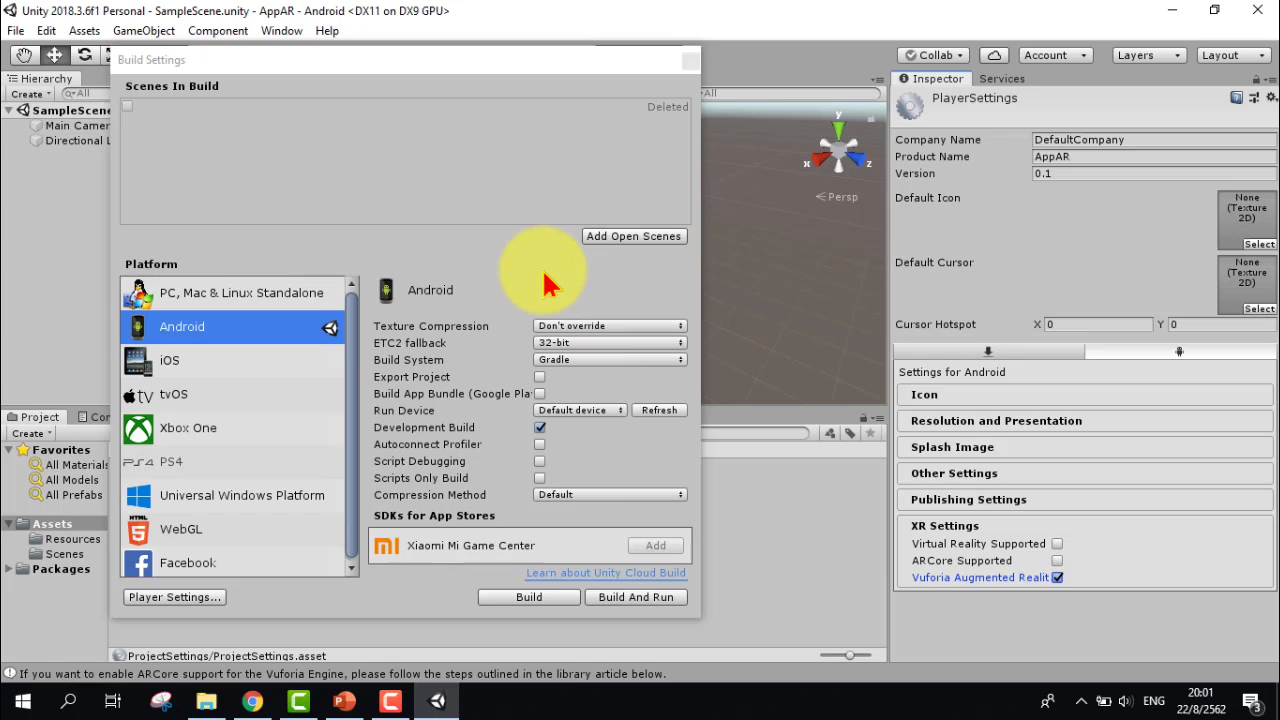 Unity 2018.3.6f1 Personal - SampleScene.unity - AppAR - Android <DX11 on DX9 GPU>
File Edit Assets GameObject Component Window Help
Collab Account Layers Layout
Hierarchy
Create All
SampleScene
Main Camer
Directional L
Build Settings
Scenes In Build
Deleted
Add Open Scenes
Platform
PC, Mac & Linux Standalone
Android
iOS
tv tvOS
Xbox One
PS4
Universal Windows Platform
WebGL
Facebook
Player Settings...
Android
Texture Compression Don't override
ETC2 fallback 32-bit
Build System Gradle
Export Project
Build App Bundle (Google Pla
Run Device Default device Refresh
Development Build
Autoconnect Profiler
Script Debugging
Scripts Only Build
Compression Method Default
SDKs for App Stores
Xiaomi Mi Game Center Add
Learn about Unity Cloud Build
Build Build And Run
All
y
x z
Persp
Inspector Services
PlayerSettings
Company Name DefaultCompany
Product Name AppAR
Version 0.1
Default Icon
None
(Texture
2D)
Select
Default Cursor
None
(Texture
2D)
Select
Cursor Hotspot X 0 Y 0
Settings for Android
Icon
Resolution and Presentation
Splash Image
Other Settings
Publishing Settings
XR Settings
Virtual Reality Supported
ARCore Supported
Vuforia Augmented Realit
Project Con
Create
Favorites
All Materials
All Models
All Prefabs
Assets
Resources
Scenes
Packages
ProjectSettings/ProjectSettings.asset
If you want to enable ARCore support for the Vuforia Engine, please follow the steps outlined in the library article below.
ENG
20:01
22/8/2562
3